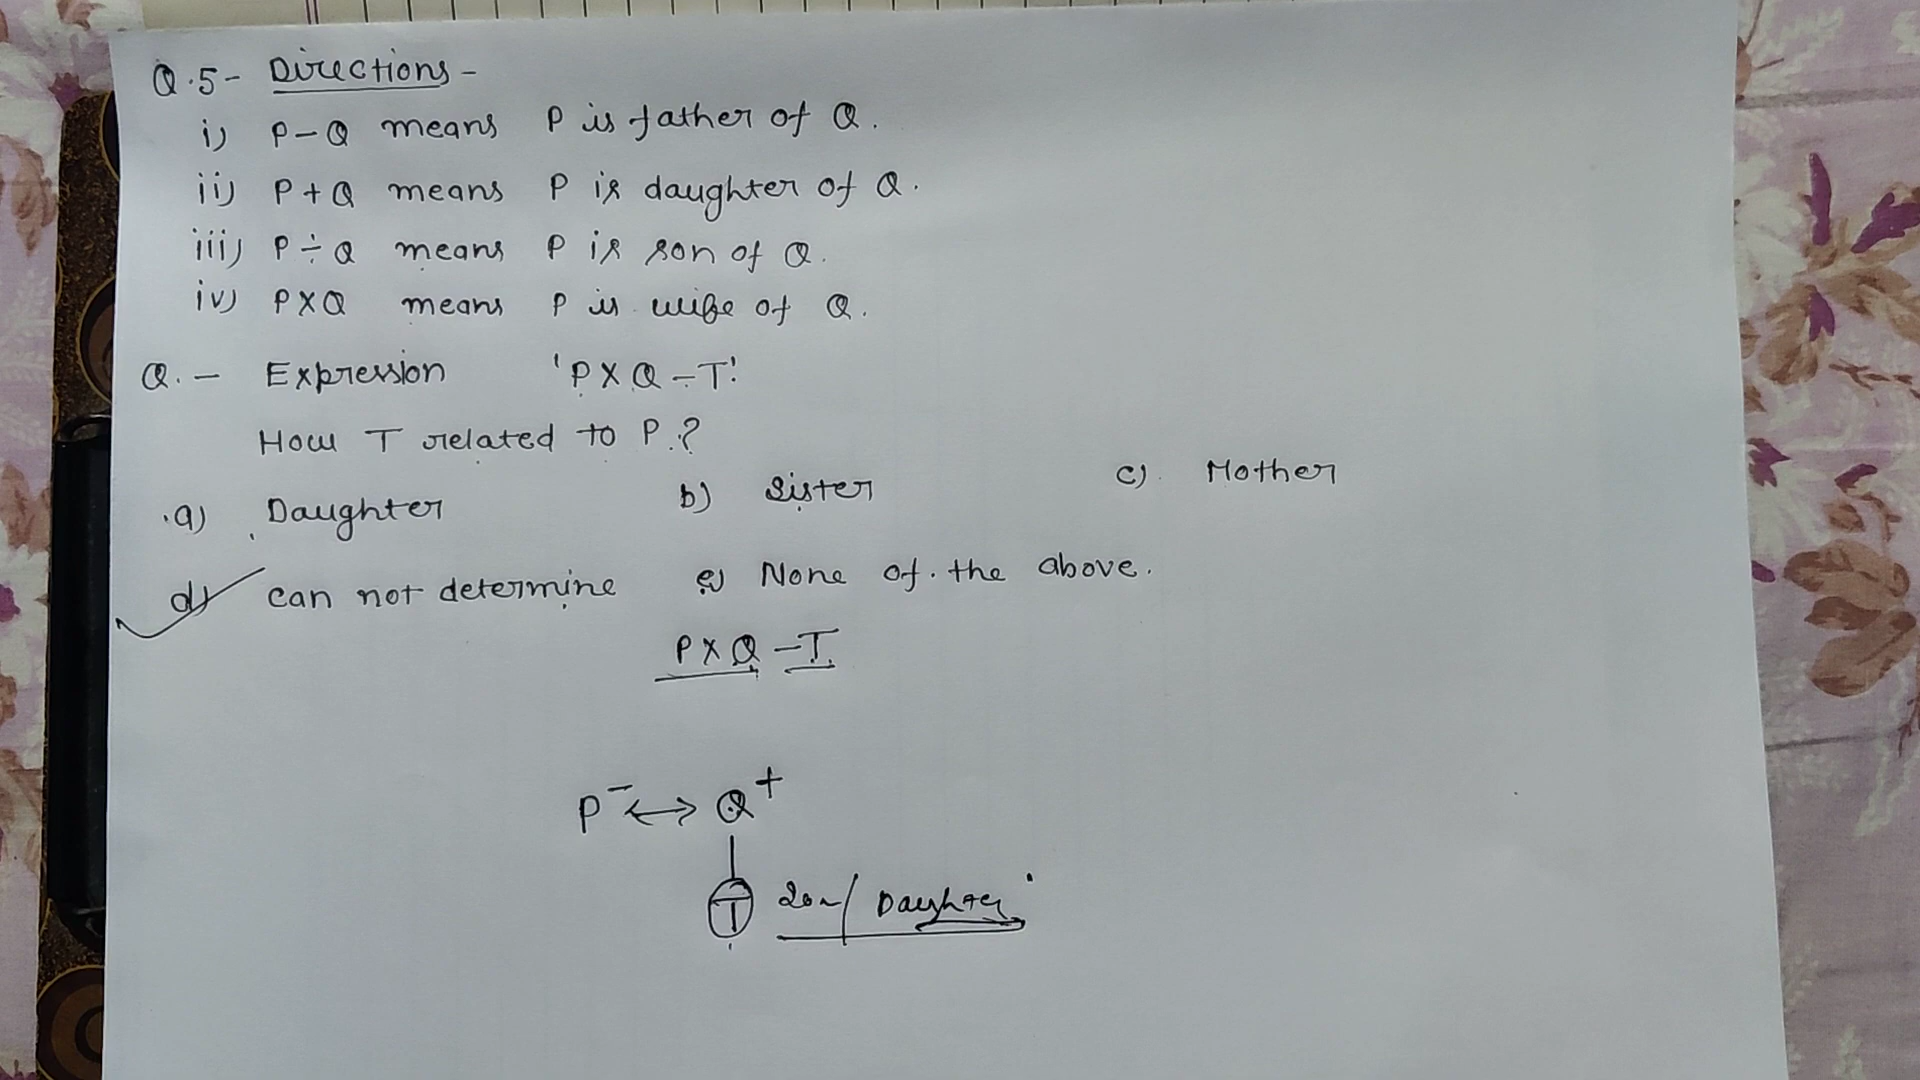 Q.5- Directions -
i) P-Q means P is father of Q.
ii) P+Q means P is daughter of Q.
iii) P÷Q means P is son of Q.
iv) P×Q means P is wife of Q.
Q. - Expression 'P×Q-T'.
How T related to P.?
a) Daughter b) Sister c). Mother
d) can not determine e) None of. the above.
P×Q-T.
P⁻ ↔ Q⁺
T Son/Daughter